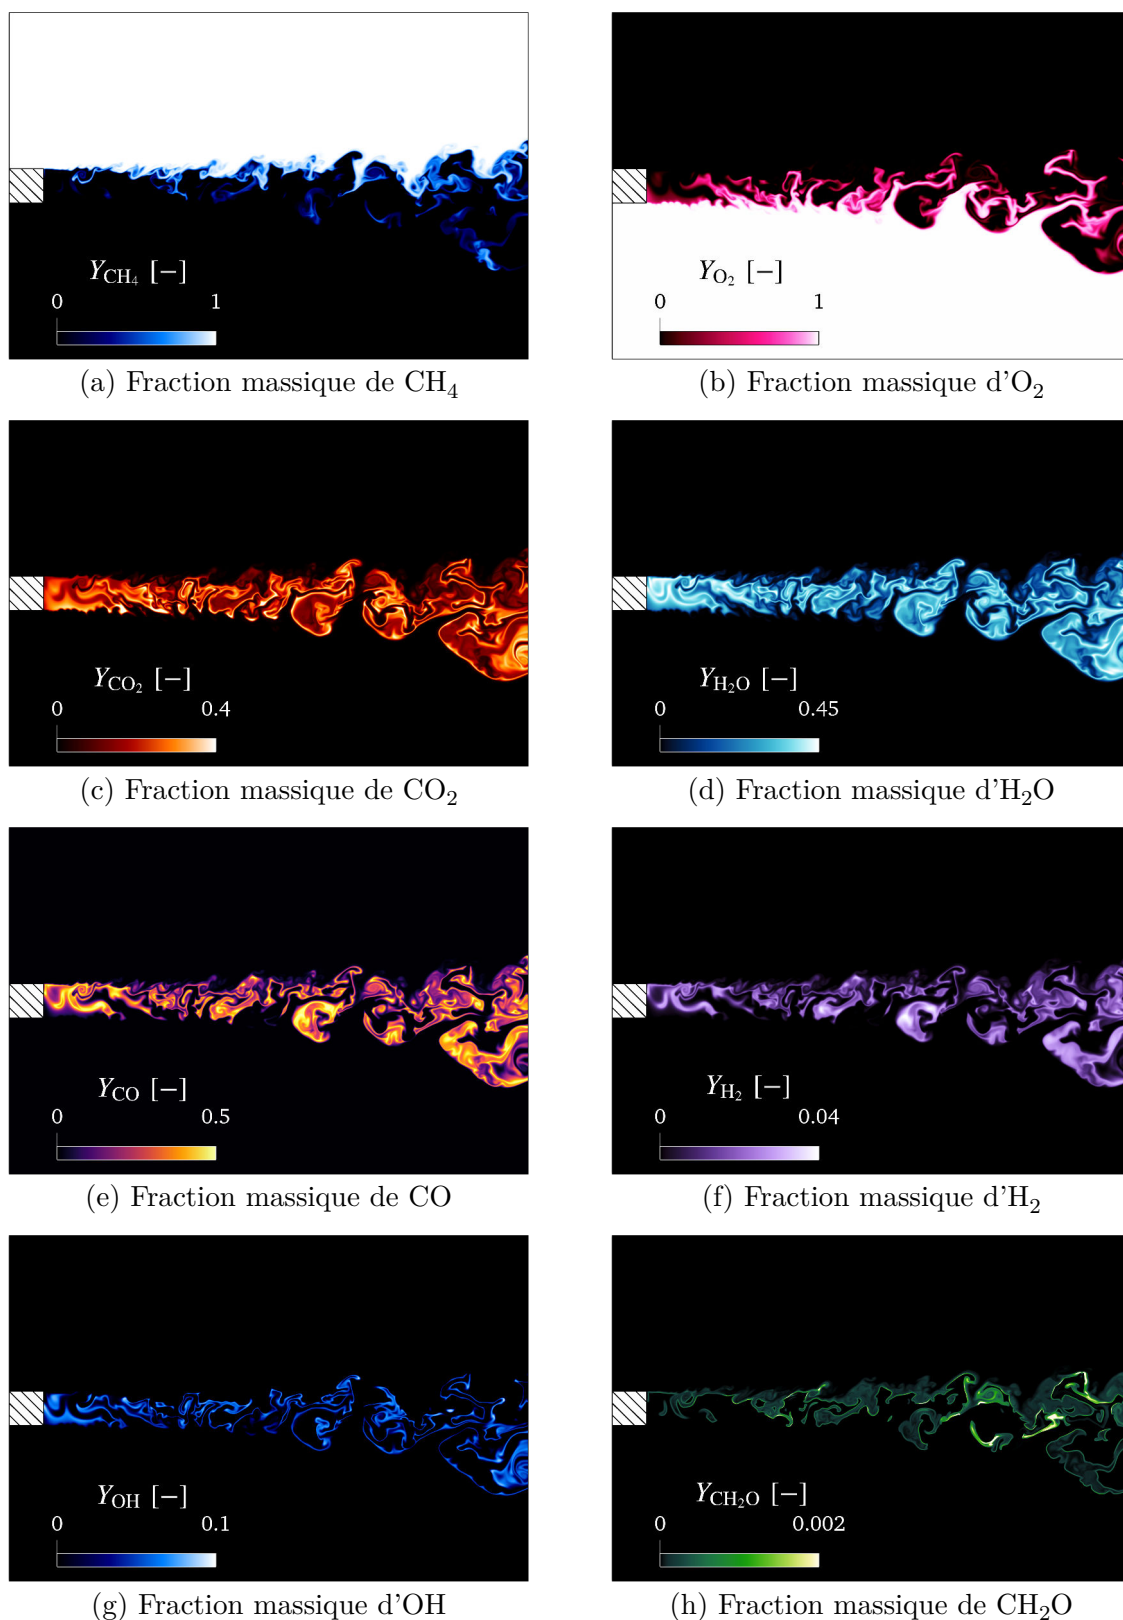 Y_CH₄ [−]
0 1
Y_O₂ [−]
0 1
(a) Fraction massique de CH₄
(b) Fraction massique d'O₂
Y_CO₂ [−]
0 0.4
Y_H₂O [−]
0 0.45
(c) Fraction massique de CO₂
(d) Fraction massique d'H₂O
Y_CO [−]
0 0.5
Y_H₂ [−]
0 0.04
(e) Fraction massique de CO
(f) Fraction massique d'H₂
Y_OH [−]
0 0.1
Y_CH₂O [−]
0 0.002
(g) Fraction massique d'OH
(h) Fraction massique de CH₂O